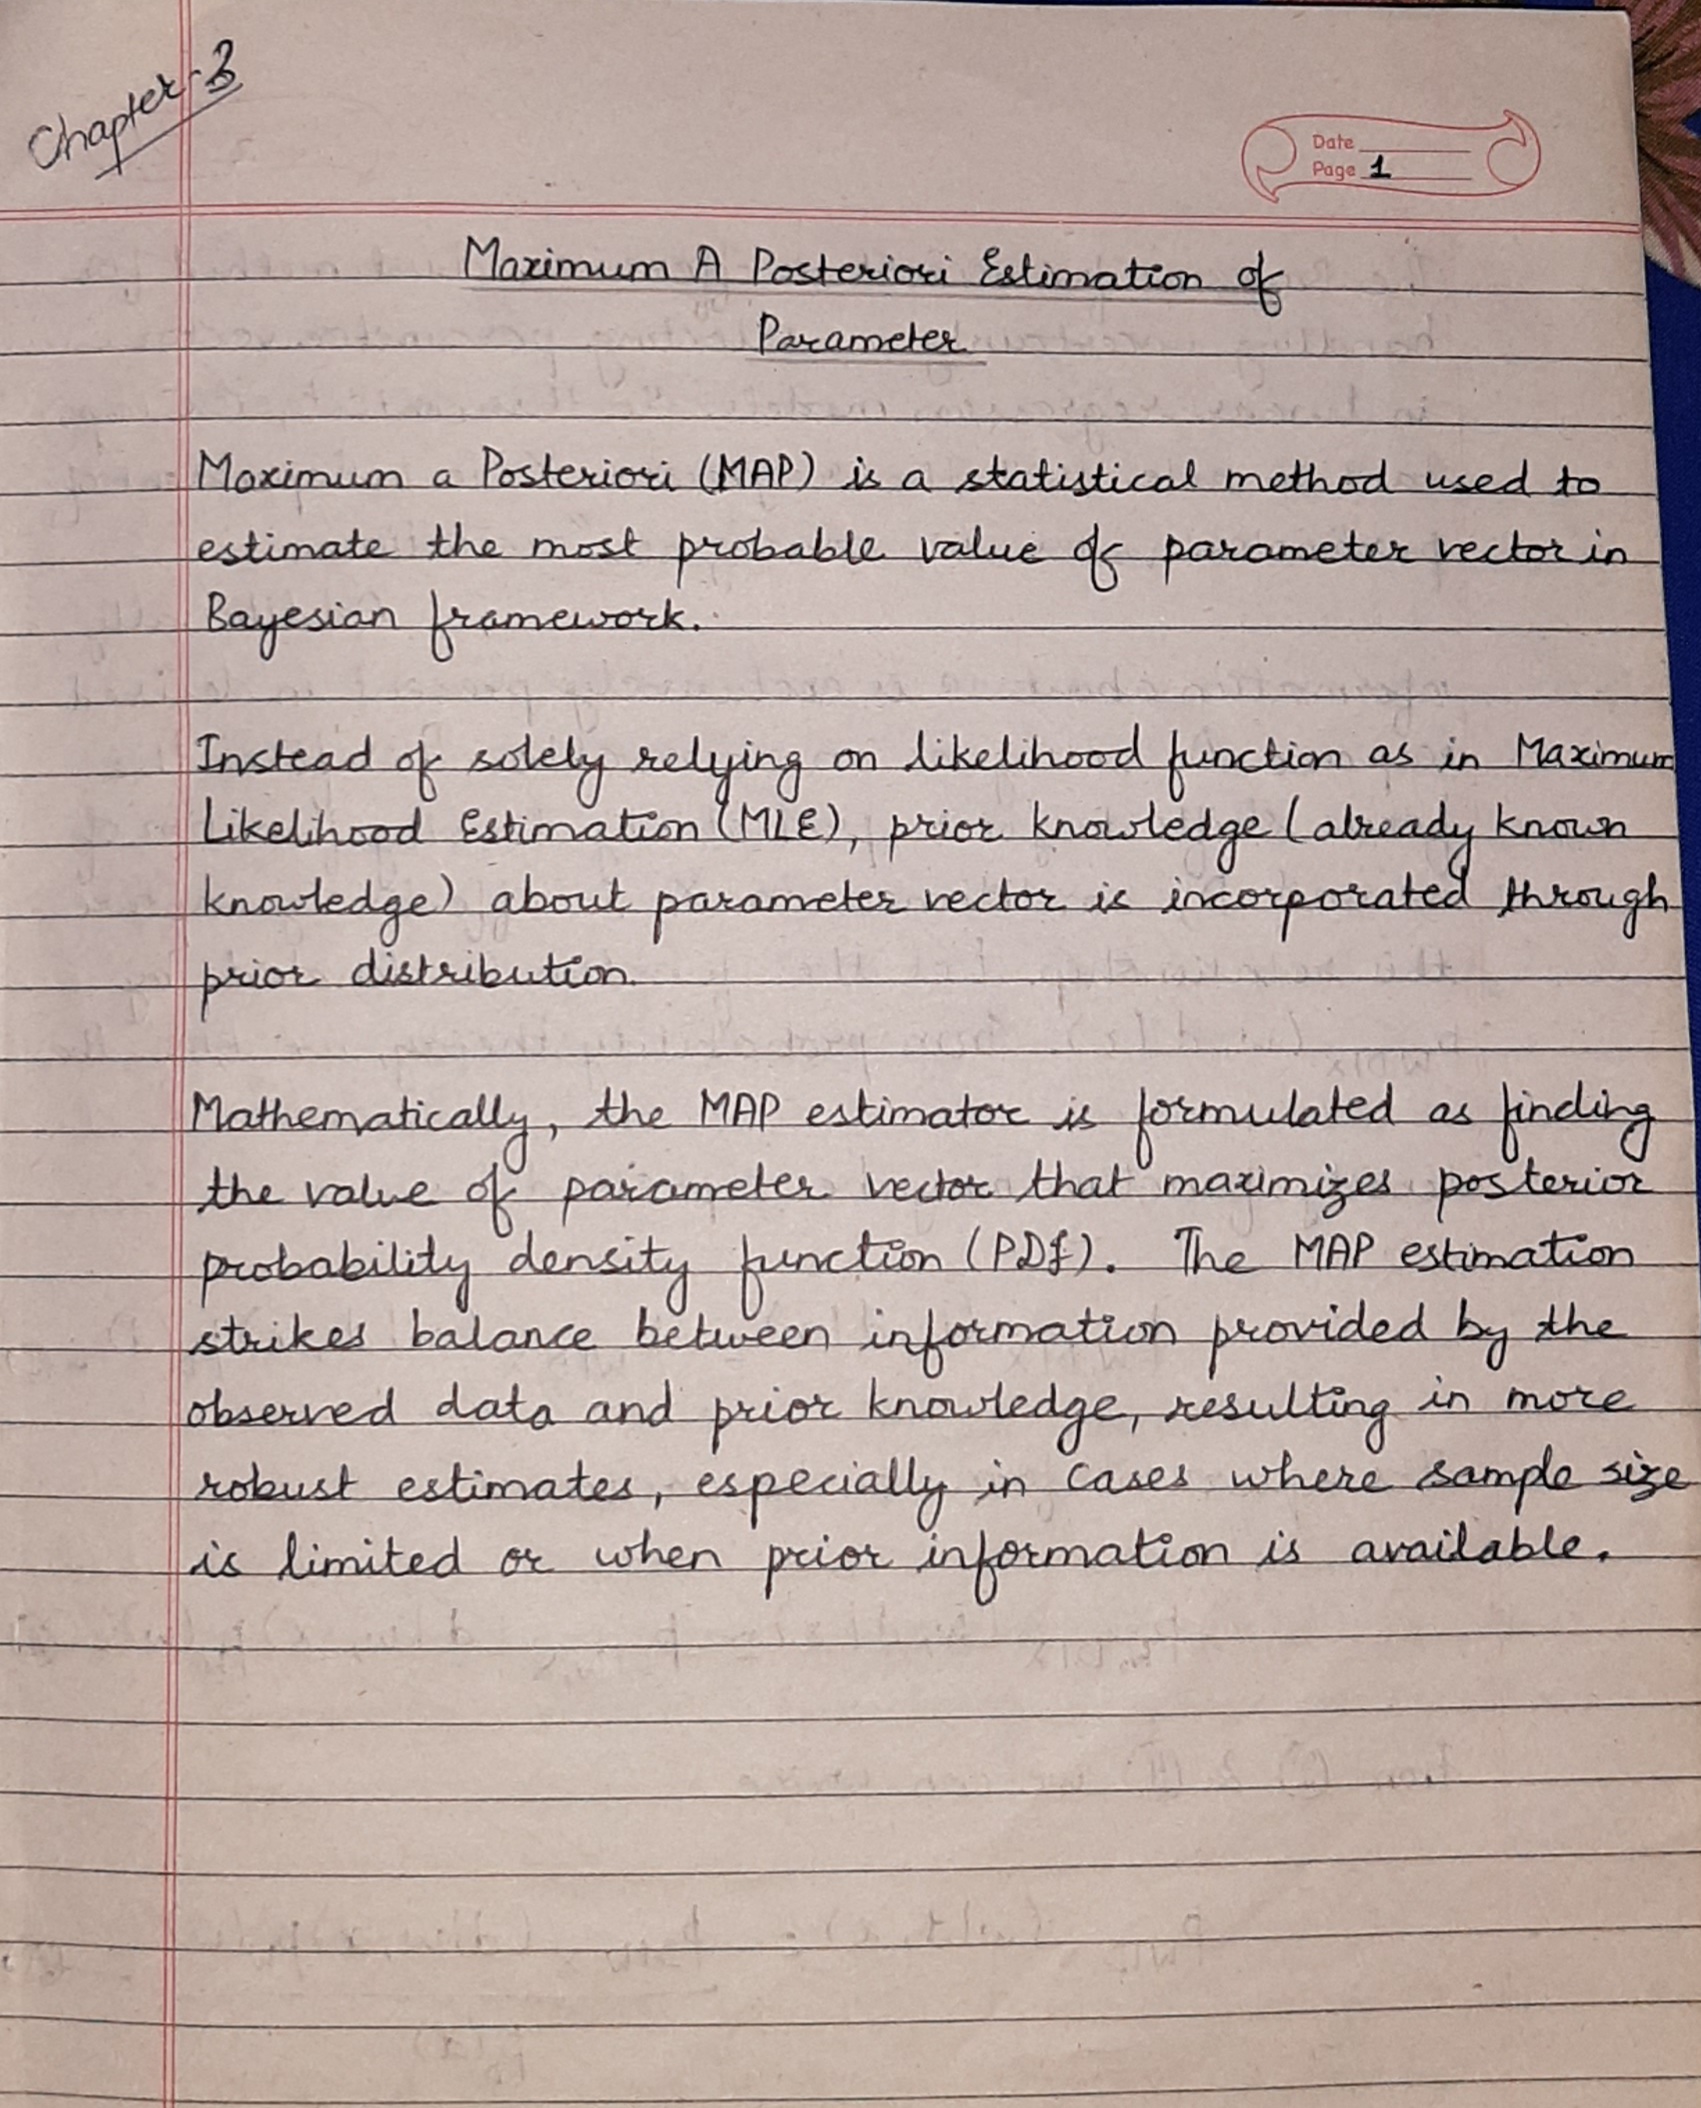 Chapter-3
Date
Page 1
Maximum A Posteriori Estimation of
Parameter
Maximum a Posteriori (MAP) is a statistical method used to
estimate the most probable value of parameter vector in
Bayesian framework.
Instead of solely relying on likelihood function as in Maximum
Likelihood Estimation (MLE), prior knowledge (already known
knowledge) about parameter vector is incorporated through
prior distribution.
Mathematically, the MAP estimator is formulated as finding
the value of parameter vector that maximizes posterior
probability density function (PDf). The MAP estimation
strikes balance between information provided by the
observed data and prior knowledge, resulting in more
robust estimates, especially in cases where sample size
is limited or when prior information is available.